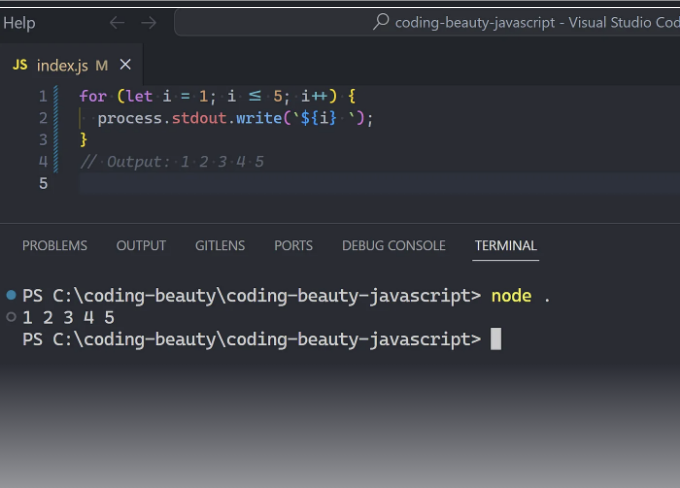 Help ← → coding-beauty-javascript - Visual Studio Cod
JS index.js M ×
1 for (let i = 1; i ≤ 5; i++) {
2 process.stdout.write(`${i} `);
3 }
4 // Output: 1 2 3 4 5
5
PROBLEMS OUTPUT GITLENS PORTS DEBUG CONSOLE TERMINAL
PS C:\coding-beauty\coding-beauty-javascript> node .
1 2 3 4 5
PS C:\coding-beauty\coding-beauty-javascript>